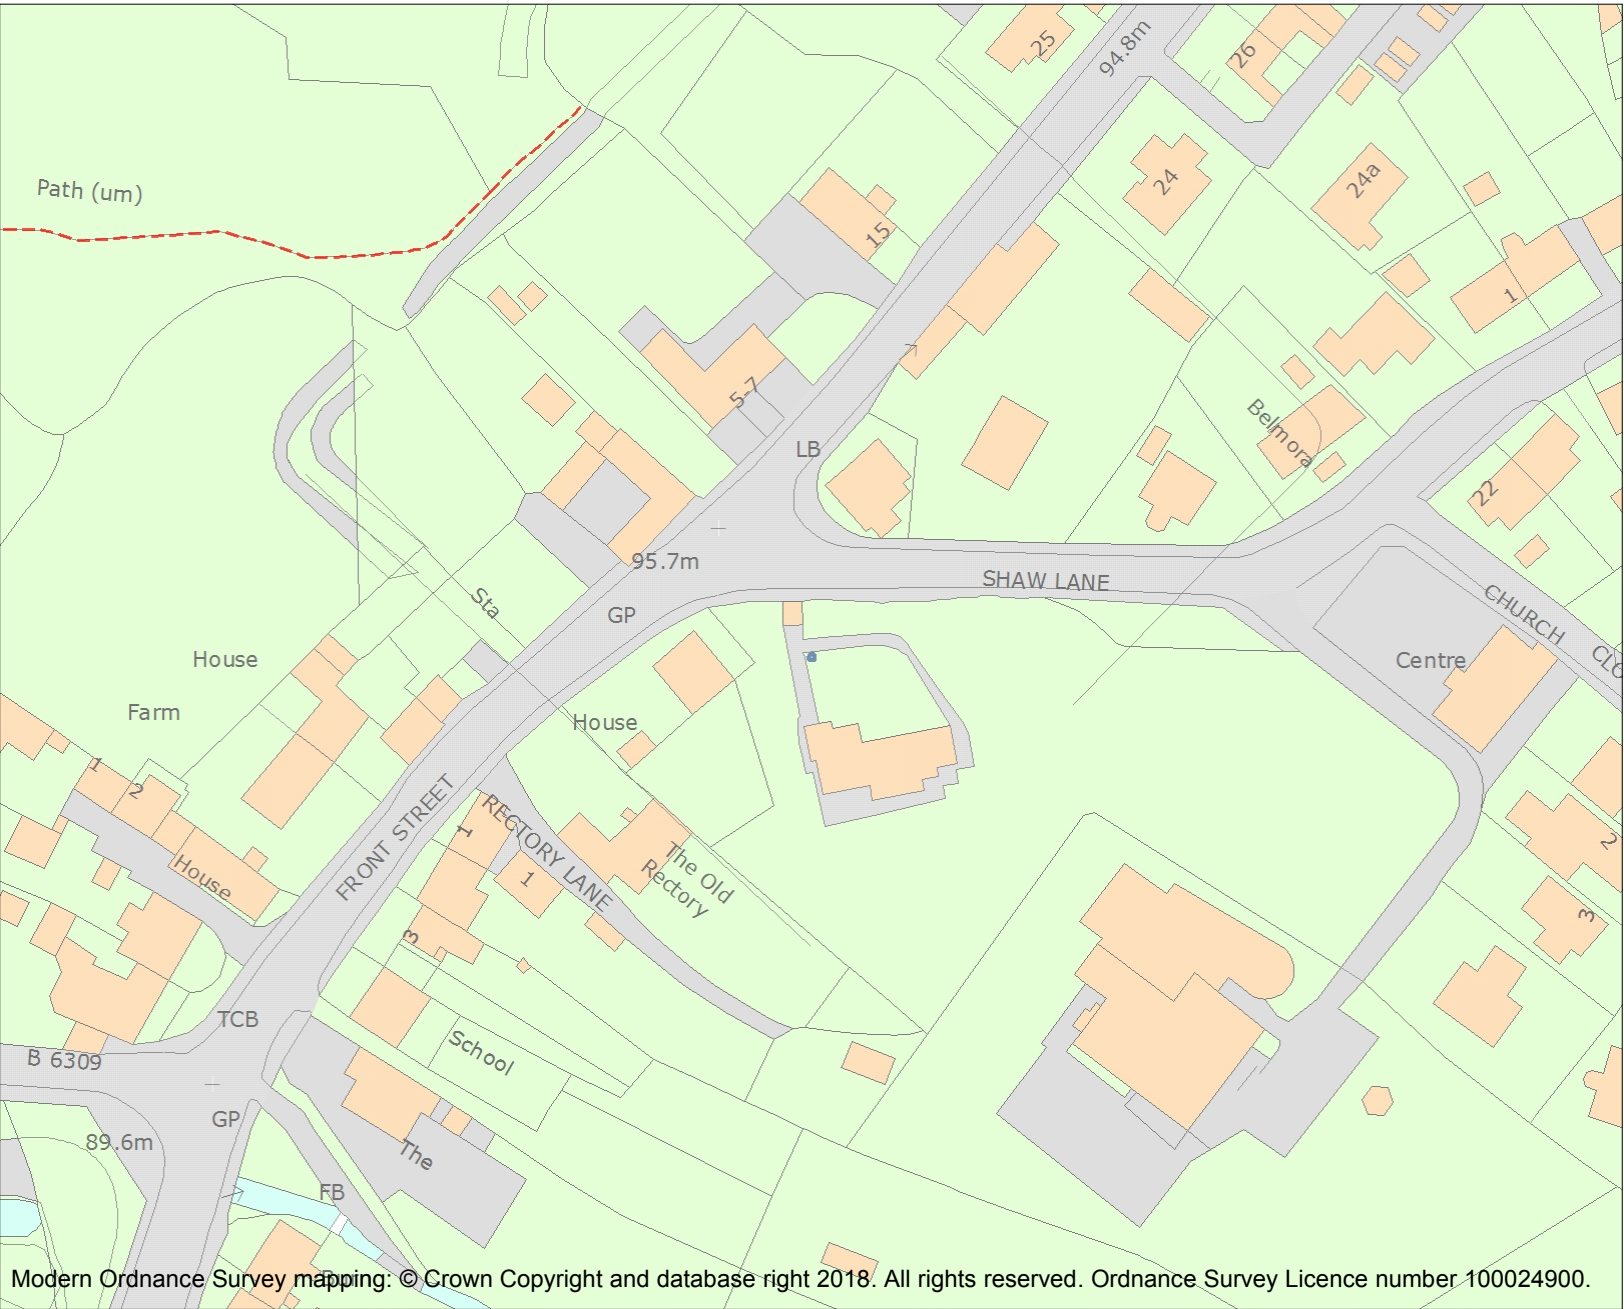 25
94.8m
26
Path (um)
24
24a
15
1
5-7
Belmora
LB
22
95.7m
SHAW LANE
Sta
GP
CHURCH
CLO
House
Centre
Farm
House
1
2
FRONT STREET
RECTORY LANE
1
The Old
Rectory
2
House
1
3
3
TCB
School
B 6309
GP
89.6m
The
FB
Modern Ordnance Survey mapping: © Crown Copyright and database right 2018. All rights reserved. Ordnance Survey Licence number 100024900.